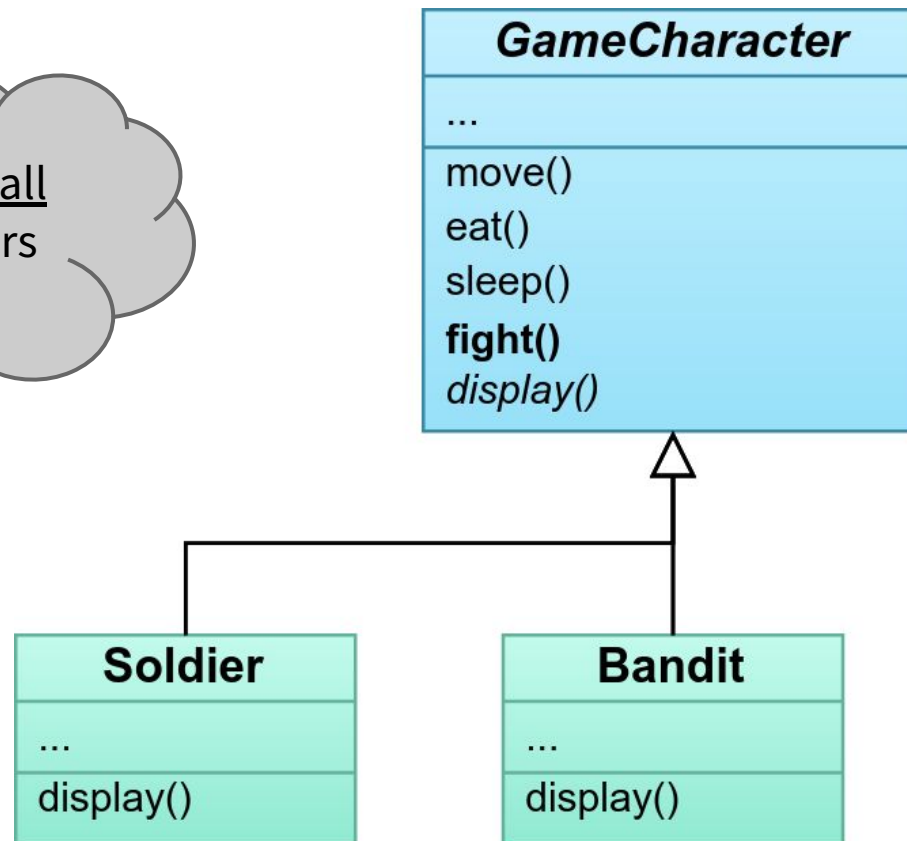 all
rs
GameCharacter
...
move()
eat()
sleep()
fight()
display()
Soldier
...
display()
Bandit
...
display()